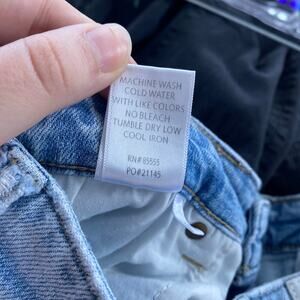 MACHINE WASH
COLD WATER
WITH LIKE COLORS
NO BLEACH
TUMBLE DRY LOW
COOL IRON
RN# 85555
PO#21145